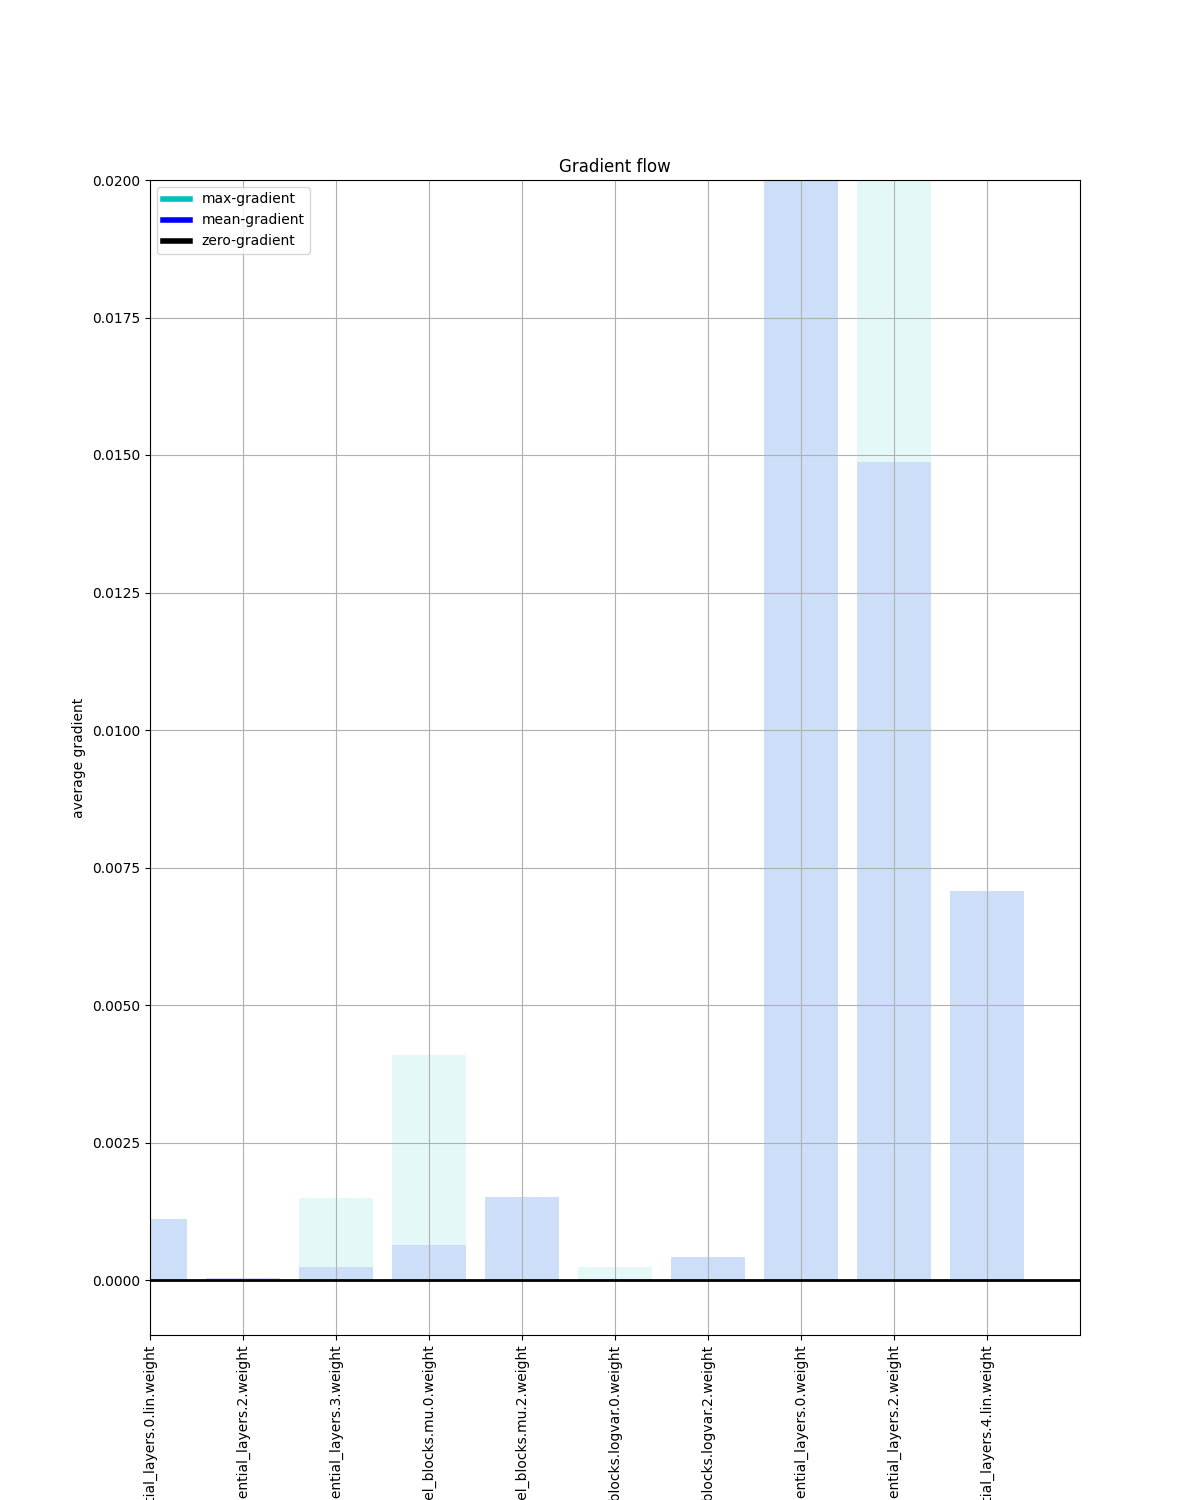 Gradient flow
max-gradient
mean-gradient
zero-gradient
0.0200
0.0175
0.0150
0.0125
0.0100
0.0075
0.0050
0.0025
0.0000
average gradient
tial_layers.0.lin.weight
ential_layers.2.weight
ential_layers.3.weight
el_blocks.mu.0.weight
el_blocks.mu.2.weight
blocks.logvar.0.weight
blocks.logvar.2.weight
ential_layers.0.weight
ential_layers.2.weight
tial_layers.4.lin.weight